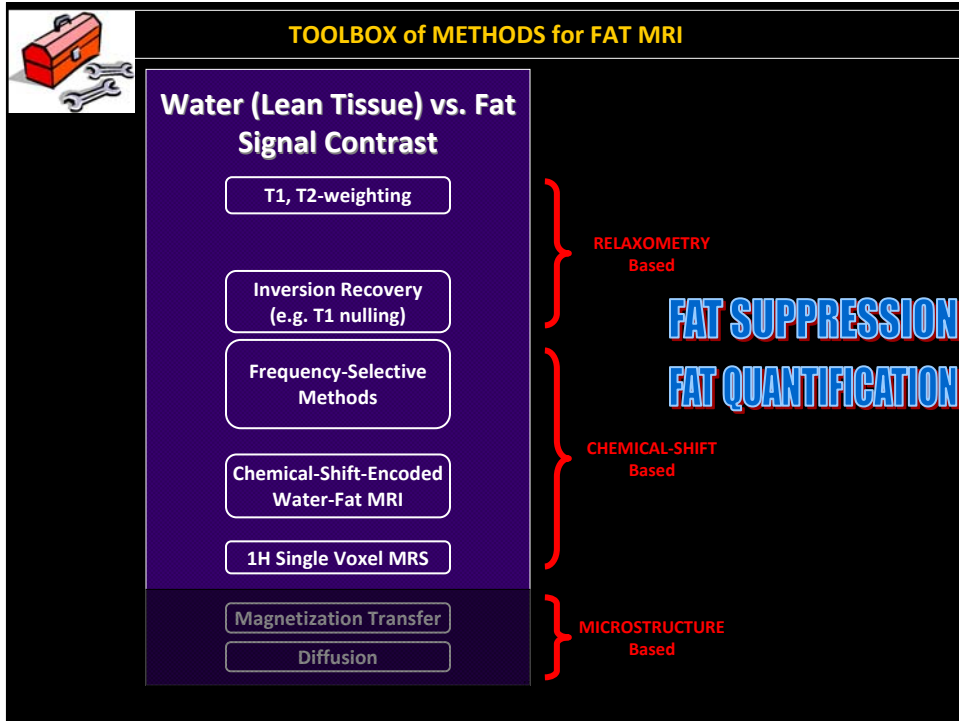 TOOLBOX of METHODS for FAT MRI
Water (Lean Tissue) vs. Fat
Signal Contrast
T1, T2-weighting
Inversion Recovery
(e.g. T1 nulling)
Frequency-Selective
Methods
Chemical-Shift-Encoded
Water-Fat MRI
1H Single Voxel MRS
Magnetization Transfer
Diffusion
RELAXOMETRY
Based
CHEMICAL-SHIFT
Based
MICROSTRUCTURE
Based
FAT SUPPRESSION
FAT QUANTIFICATION